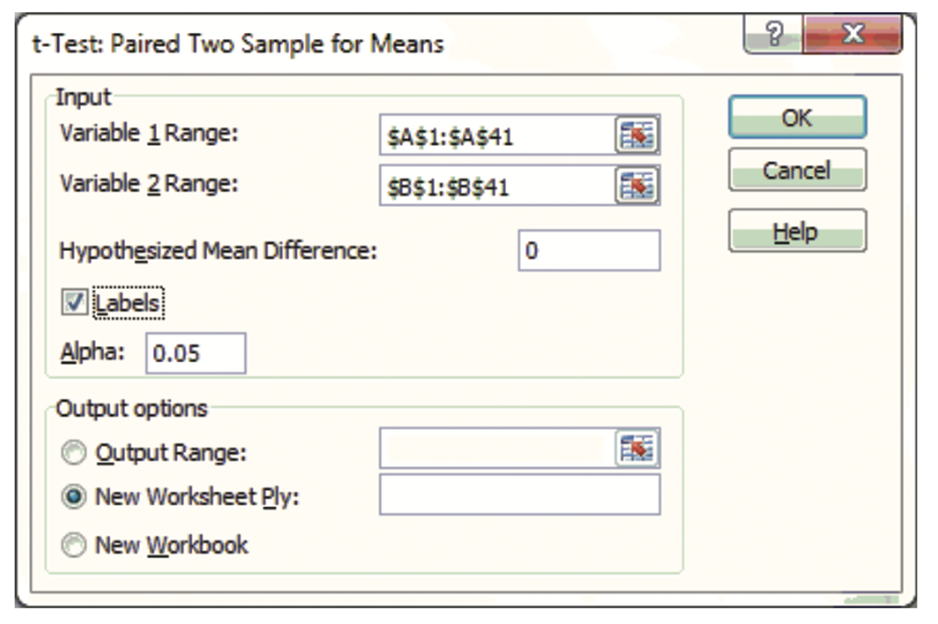 t-Test: Paired Two Sample for Means
?
X
Input
Variable 1 Range:
$A$1:$A$41
Variable 2 Range:
$B$1:$B$41
Hypothesized Mean Difference:
0
Labels
Alpha:
0.05
OK
Cancel
Help
Output options
Output Range:
New Worksheet Ply:
New Workbook